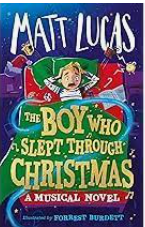 MATT LUCAS
THE BOY WHO
SLEPT THROUGH
CHRISTMAS
A MUSICAL NOVEL
Illustrated by FORREST BURDETT